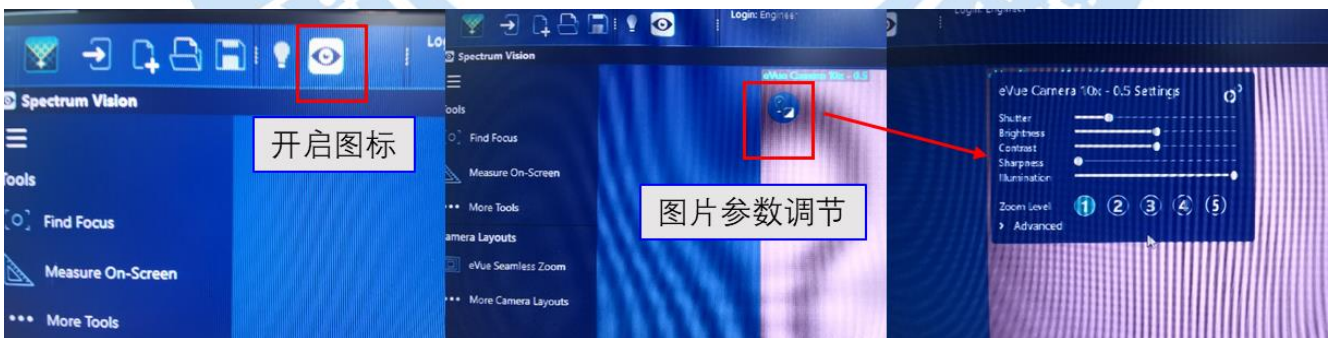 Spectrum Vision
Tools
Find Focus
Measure On-Screen
More Tools
开启图标
Login: Engineer
Spectrum Vision
Tools
Find Focus
Measure On-Screen
More Tools
Camera Layouts
eVue Seamless Zoom
More Camera Layouts
eVue Camera 10x - 0.5
图片参数调节
eVue Camera 10x - 0.5 Settings
Shutter
Brightness
Contrast
Sharpness
Illumination
Zoom Level 1 2 3 4 5
Advanced